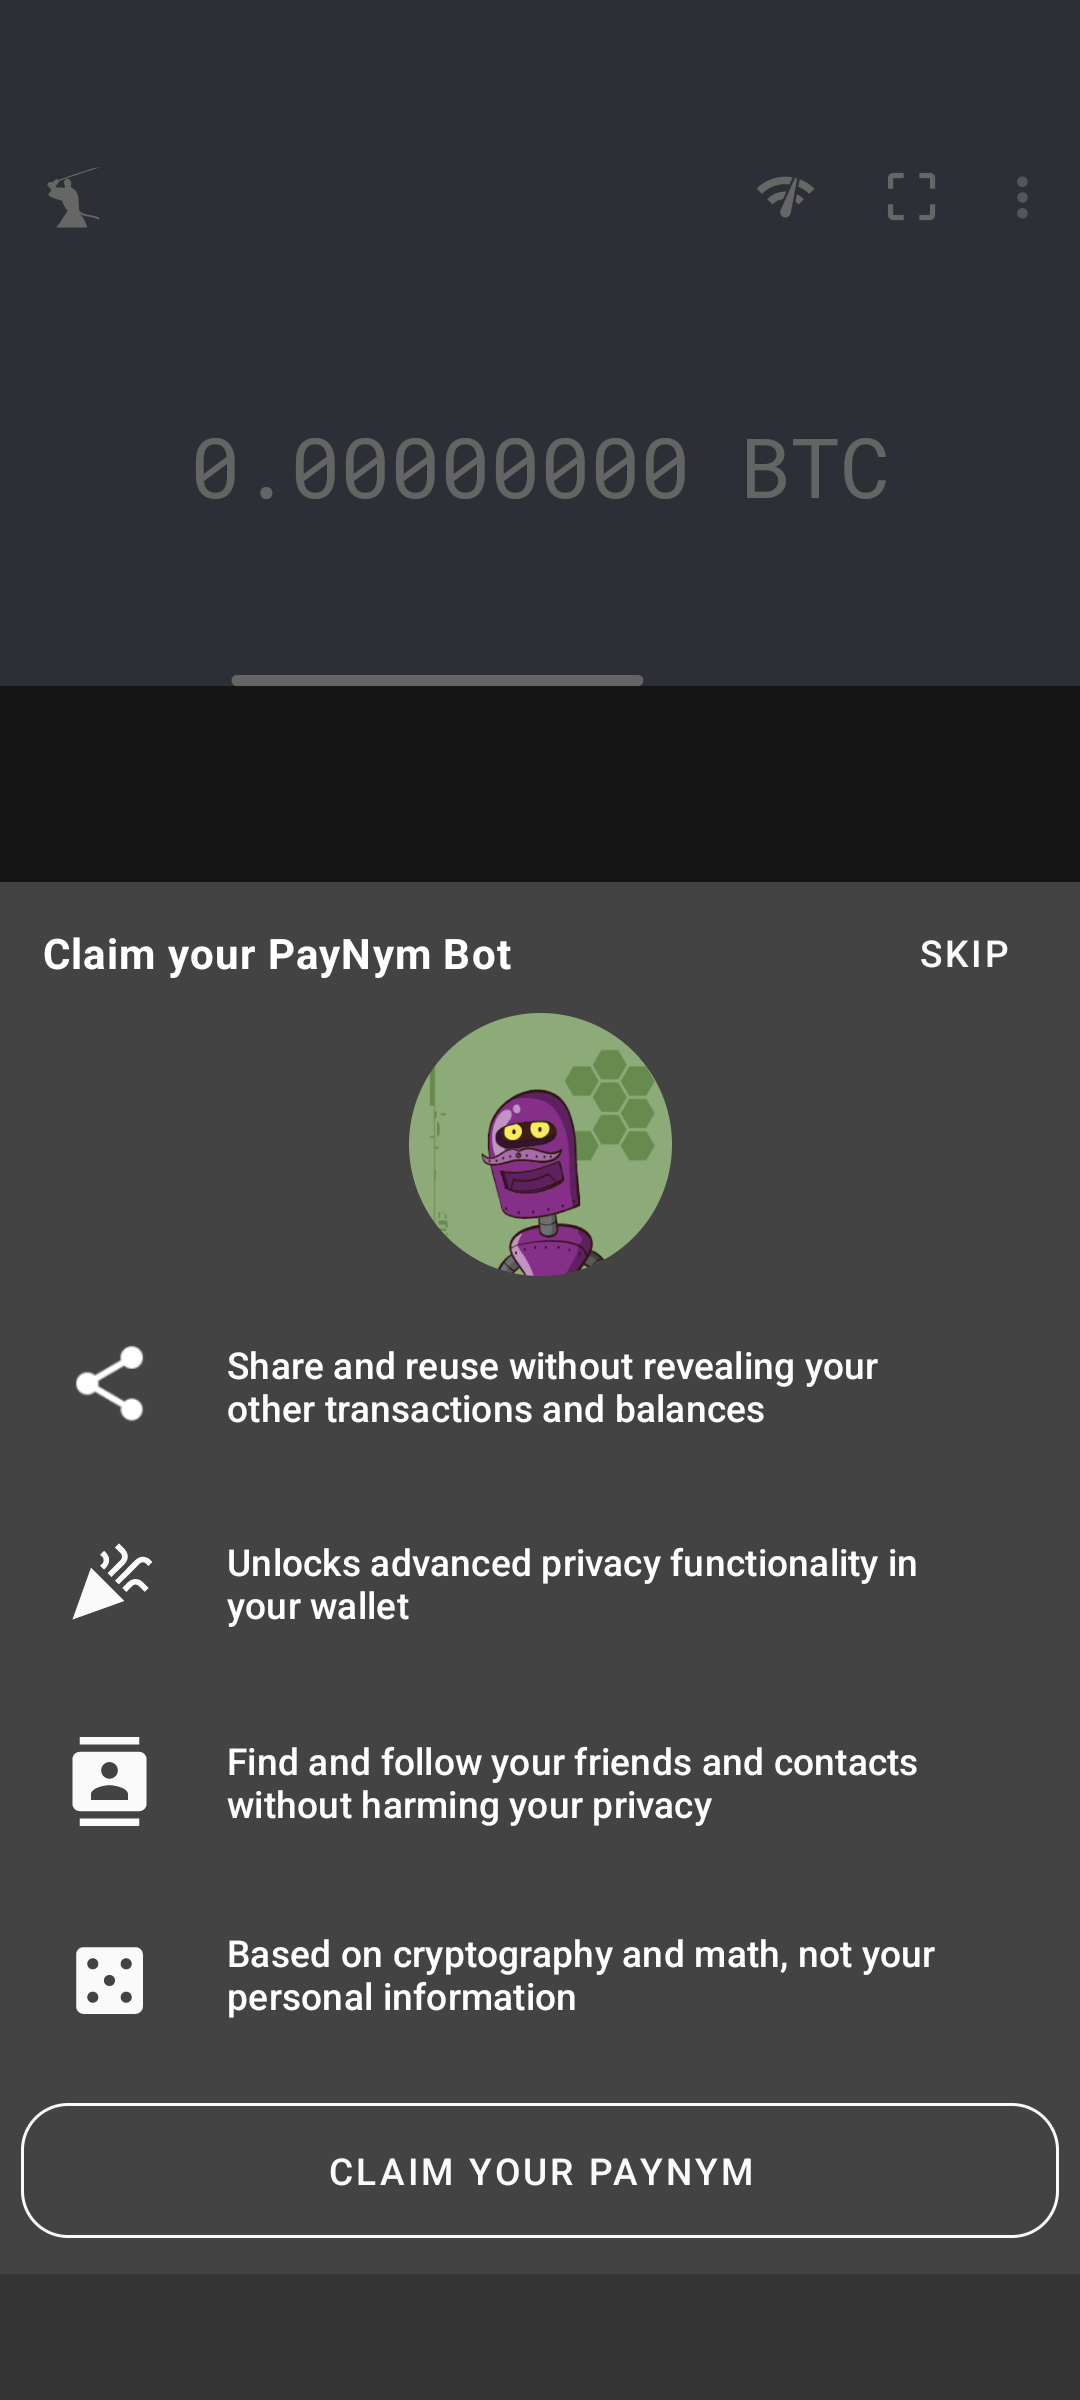 0.00000000 BTC
Claim your PayNym Bot
SKIP
Share and reuse without revealing your
other transactions and balances
Unlocks advanced privacy functionality in
your wallet
Find and follow your friends and contacts
without harming your privacy
Based on cryptography and math, not your
personal information
CLAIM YOUR PAYNYM